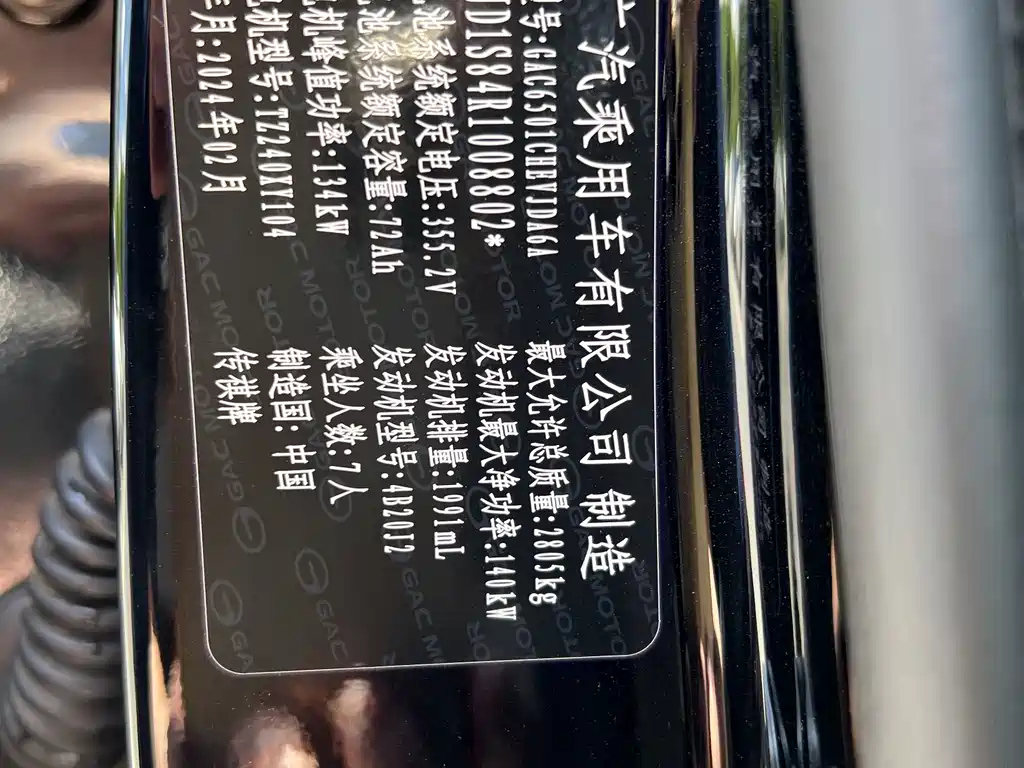 汽乘用车有限公司 制造
号:GAC6501CHEVJDA6A
最大允许总质量:2805kg
D1S84R1008802*
发动机最大净功率:140kW
池系统额定电压:355.2V
发动机排量:1991mL
池系统额定容量:72Ah
发动机型号:4B20J2
机峰值功率:134kW
乘坐人数:7人
机型号:TZ240XY104
制造国:中国
年月:2024年02月
传祺牌
GAC MOTOR